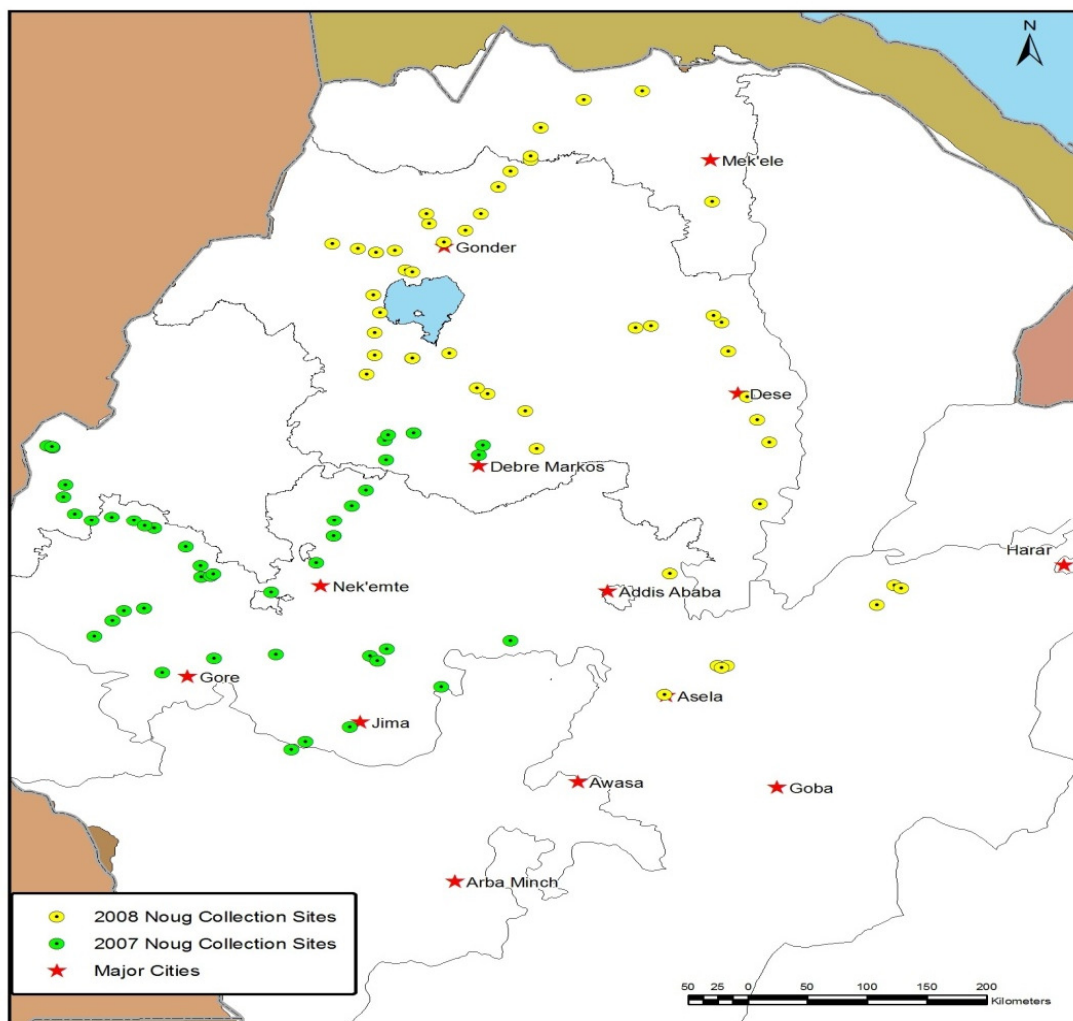 N
Mek'ele
Gonder
Dese
Debre Markos
Harar
Nek'emte
Addis Ababa
Gore
Asela
Jima
Awasa
Goba
Arba Minch
2008 Noug Collection Sites
2007 Noug Collection Sites
Major Cities
50 25 0 50 100 150 200
Kilometers